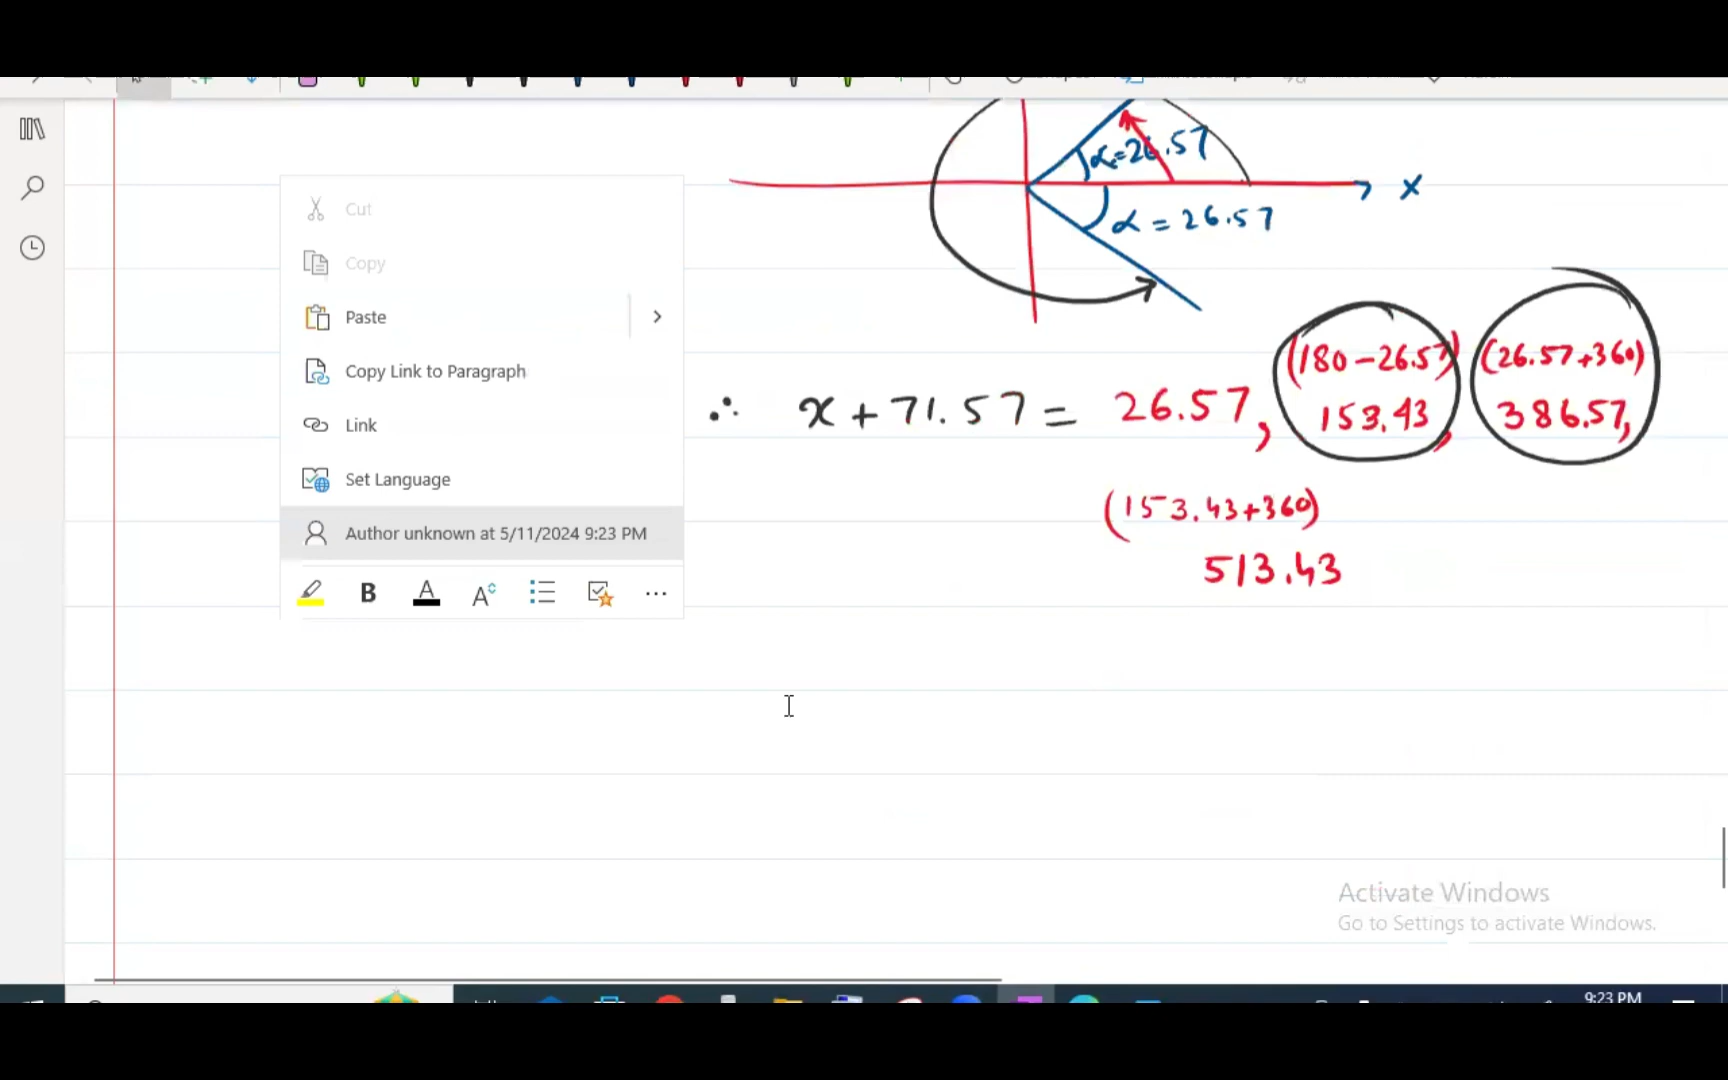 α=26.57
x
α = 26.57
Cut
Copy
Paste
Copy Link to Paragraph
Link
Set Language
Author unknown at 5/11/2024 9:23 PM
B A A ...
(180-26.57) (26.57+360)
∴ x + 71.57 = 26.57, 153.43, 386.57,
(153.43+360)
513.43
Activate Windows
Go to Settings to activate Windows.
9:23 PM